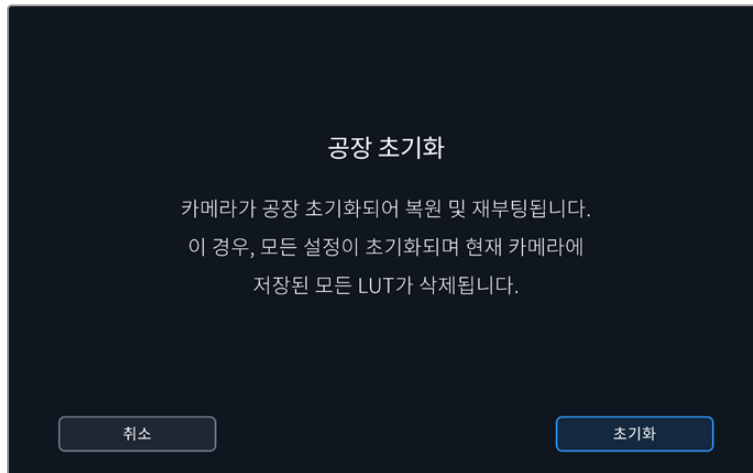 공장 초기화
카메라가 공장 초기화되어 복원 및 재부팅됩니다.
이 경우, 모든 설정이 초기화되며 현재 카메라에
저장된 모든 LUT가 삭제됩니다.
취소
초기화